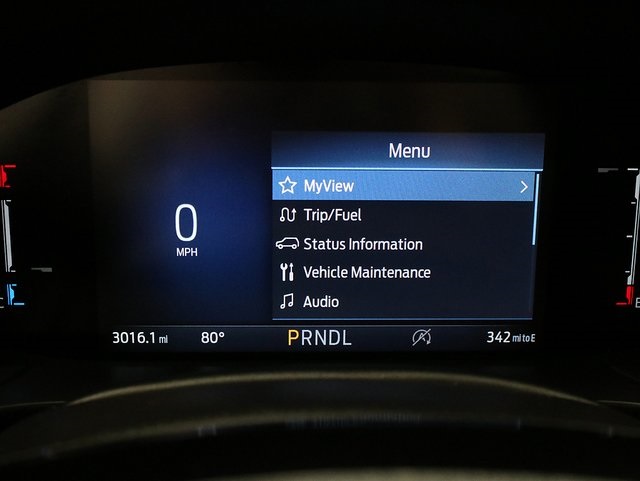 Menu
MyView
Trip/Fuel
0
MPH
Status Information
Vehicle Maintenance
Audio
3016.1 mi 80° PRNDL A 342 mi to E
H
C
E